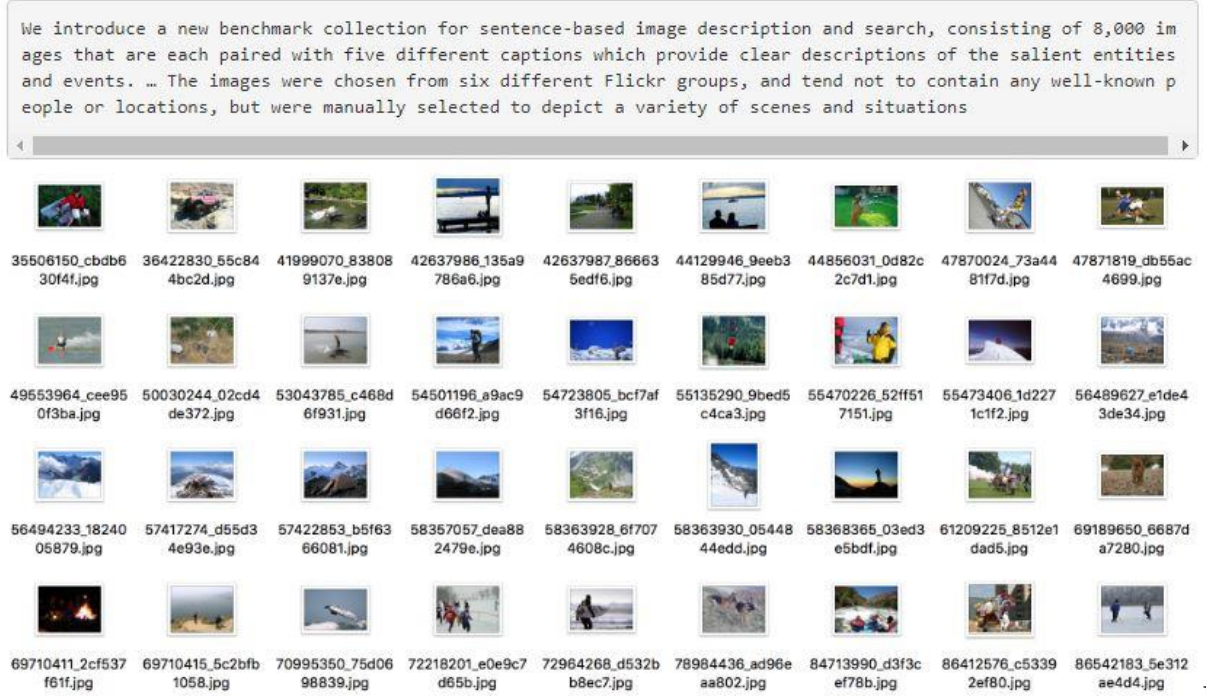 We introduce a new benchmark collection for sentence-based image description and search, consisting of 8,000 im
ages that are each paired with five different captions which provide clear descriptions of the salient entities
and events. … The images were chosen from six different Flickr groups, and tend not to contain any well-known p
eople or locations, but were manually selected to depict a variety of scenes and situations
35506150_cbdb6 36422830_55c84 41999070_83808 42637986_135a9 42637987_86663 44129946_9eeb3 44856031_0d82c 47870024_73a44 47871819_db55ac
30f4f.jpg 4bc2d.jpg 9137e.jpg 786a6.jpg 5edf6.jpg 85d77.jpg 2c7d1.jpg 81f7d.jpg 4699.jpg
49553964_cee95 50030244_02cd4 53043785_c468d 54501196_a9ac9 54723805_bcf7af 55135290_9bed5 55470226_52ff51 55473406_1d227 56489627_e1de4
0f3ba.jpg de372.jpg 6f931.jpg d66f2.jpg 3f16.jpg c4ca3.jpg 7151.jpg 1c1f2.jpg 3de34.jpg
56494233_18240 57417274_d55d3 57422853_b5f63 58357057_dea88 58363928_6f707 58363930_05448 58368365_03ed3 61209225_8512e1 69189650_6687d
05879.jpg 4e93e.jpg 66081.jpg 2479e.jpg 4608c.jpg 44edd.jpg e5bdf.jpg dad5.jpg a7280.jpg
69710411_2cf537 69710415_5c2bfb 70995350_75d06 72218201_e0e9c7 72964268_d532b 78984436_ad96e 84713990_d3f3c 86412576_c5339 86542183_5e312
f61f.jpg 1058.jpg 98839.jpg d65b.jpg b8ec7.jpg aa802.jpg ef78b.jpg 2ef80.jpg ae4d4.jpg